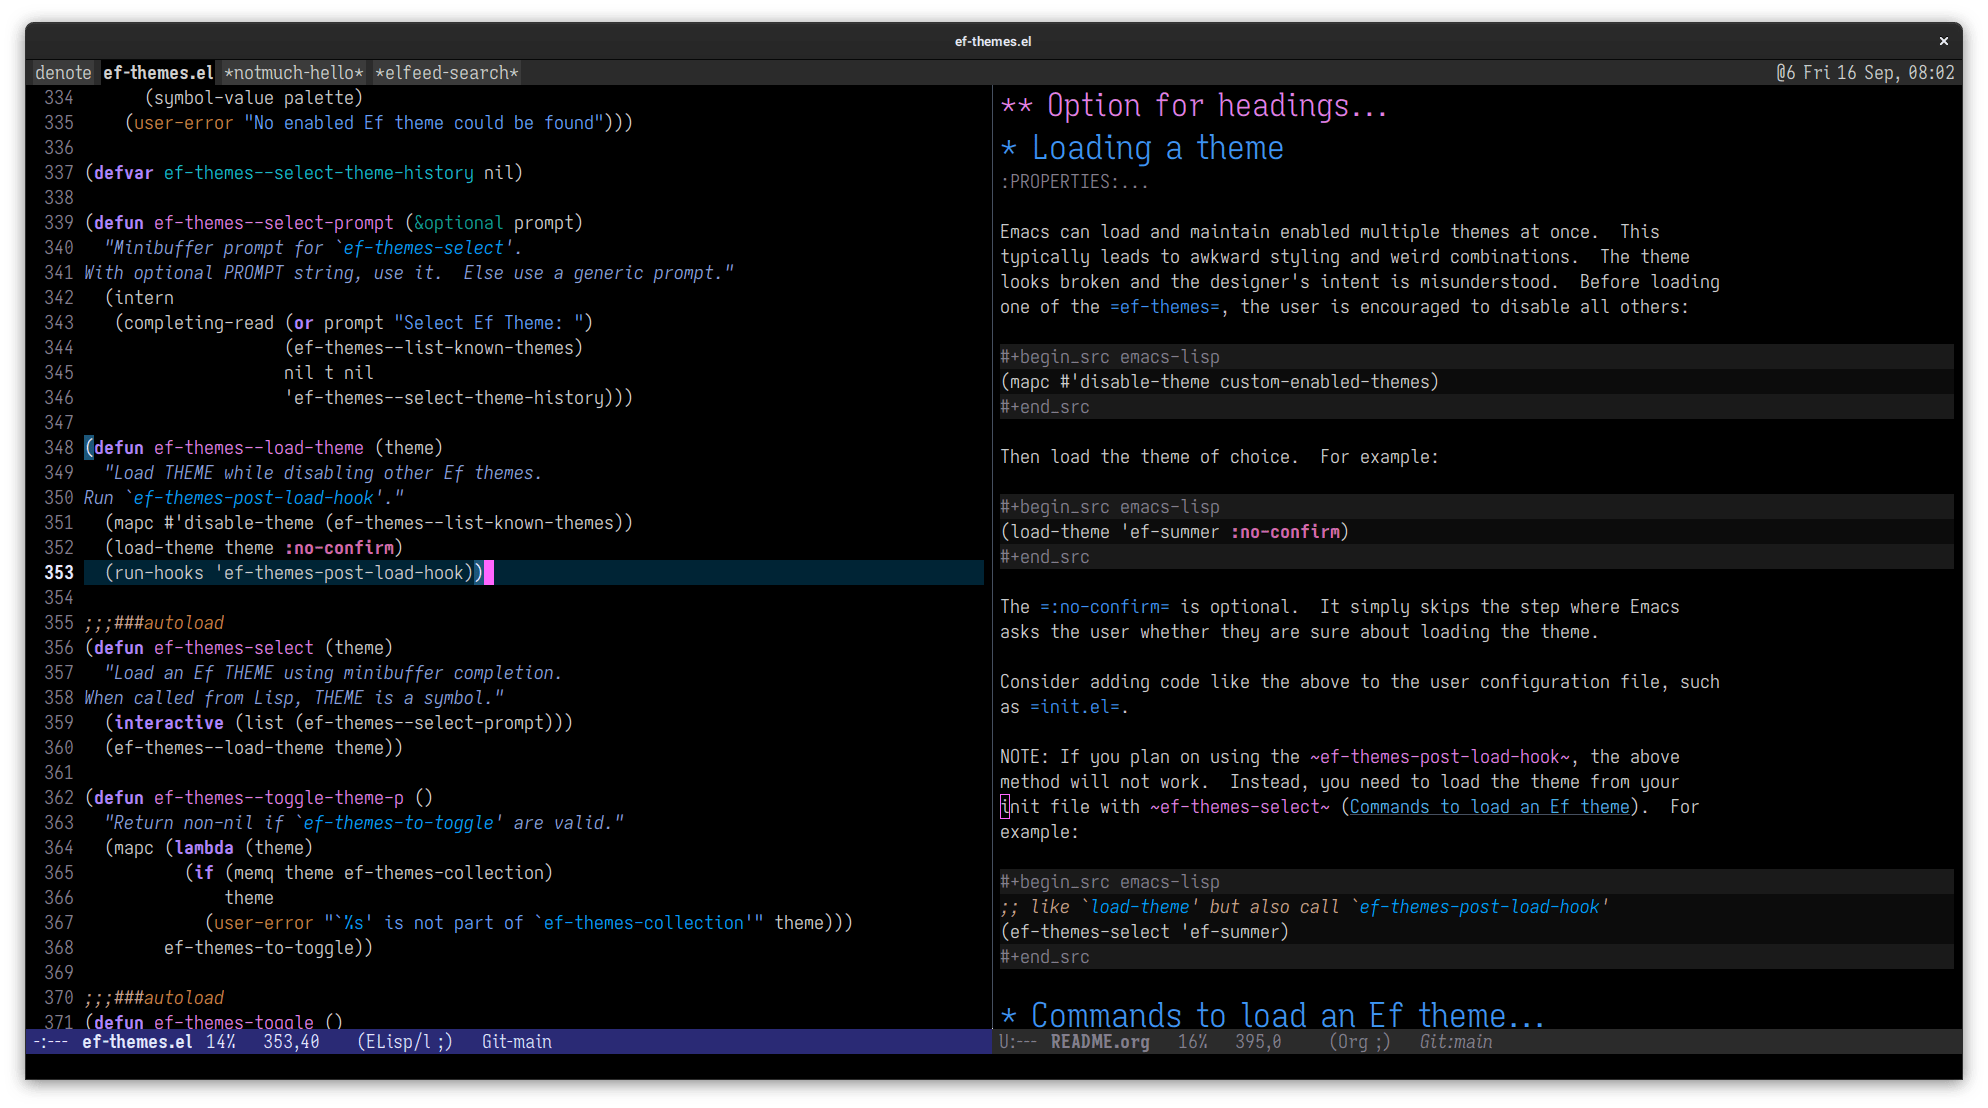 ef-themes.el ×
denote ef-themes.el *notmuch-hello* *elfeed-search* @6 Fri 16 Sep, 08:02
334       (symbol-value palette)
335     (user-error "No enabled Ef theme could be found")))
336
337 (defvar ef-themes--select-theme-history nil)
338
339 (defun ef-themes--select-prompt (&optional prompt)
340   "Minibuffer prompt for `ef-themes-select'.
341 With optional PROMPT string, use it.  Else use a generic prompt."
342   (intern
343    (completing-read (or prompt "Select Ef Theme: ")
344                     (ef-themes--list-known-themes)
345                     nil t nil
346                     'ef-themes--select-theme-history)))
347
348 (defun ef-themes--load-theme (theme)
349   "Load THEME while disabling other Ef themes.
350 Run `ef-themes-post-load-hook'."
351   (mapc #'disable-theme (ef-themes--list-known-themes))
352   (load-theme theme :no-confirm)
353   (run-hooks 'ef-themes-post-load-hook))
354
355 ;;;###autoload
356 (defun ef-themes-select (theme)
357   "Load an Ef THEME using minibuffer completion.
358 When called from Lisp, THEME is a symbol."
359   (interactive (list (ef-themes--select-prompt)))
360   (ef-themes--load-theme theme))
361
362 (defun ef-themes--toggle-theme-p ()
363   "Return non-nil if `ef-themes-to-toggle' are valid."
364   (mapc (lambda (theme)
365           (if (memq theme ef-themes-collection)
366               theme
367             (user-error "`%s' is not part of `ef-themes-collection'" theme)))
368         ef-themes-to-toggle))
369
370 ;;;###autoload
371 (defun ef-themes-toggle ()
-:--- ef-themes.el 14% 353,40 (ELisp/l ;) Git-main
** Option for headings...
* Loading a theme
:PROPERTIES:...
Emacs can load and maintain enabled multiple themes at once.  This
typically leads to awkward styling and weird combinations.  The theme
looks broken and the designer's intent is misunderstood.  Before loading
one of the =ef-themes=, the user is encouraged to disable all others:
#+begin_src emacs-lisp
(mapc #'disable-theme custom-enabled-themes)
#+end_src
Then load the theme of choice.  For example:
#+begin_src emacs-lisp
(load-theme 'ef-summer :no-confirm)
#+end_src
The =:no-confirm= is optional.  It simply skips the step where Emacs
asks the user whether they are sure about loading the theme.
Consider adding code like the above to the user configuration file, such
as =init.el=.
NOTE: If you plan on using the ~ef-themes-post-load-hook~, the above
method will not work.  Instead, you need to load the theme from your
init file with ~ef-themes-select~ (Commands to load an Ef theme).  For
example:
#+begin_src emacs-lisp
;; like `load-theme' but also call `ef-themes-post-load-hook'
(ef-themes-select 'ef-summer)
#+end_src
* Commands to load an Ef theme...
U:--- README.org 16% 395,0 (Org ;) Git:main